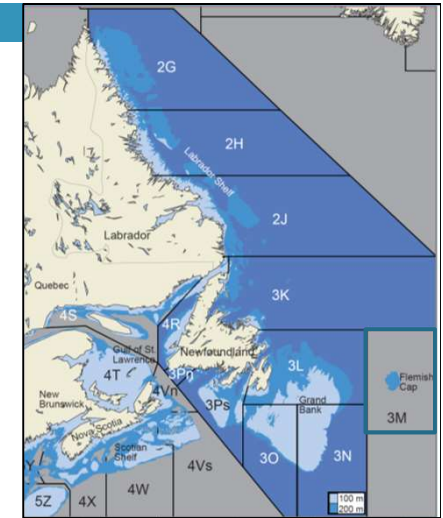 2G
2H
Labrador Shelf
2J
Labrador
Quebec
3K
4S
4R
Gulf of St.
Lawrence
Newfoundland
3L
Flemish
Cap
4T
3Pn
4Vn
New
Brunswick
3Ps
Grand
Bank
3M
Nova Scotia
Scotian
Shelf
3O
3N
4Vs
4W
4X
5Z
Y
100 m
200 m